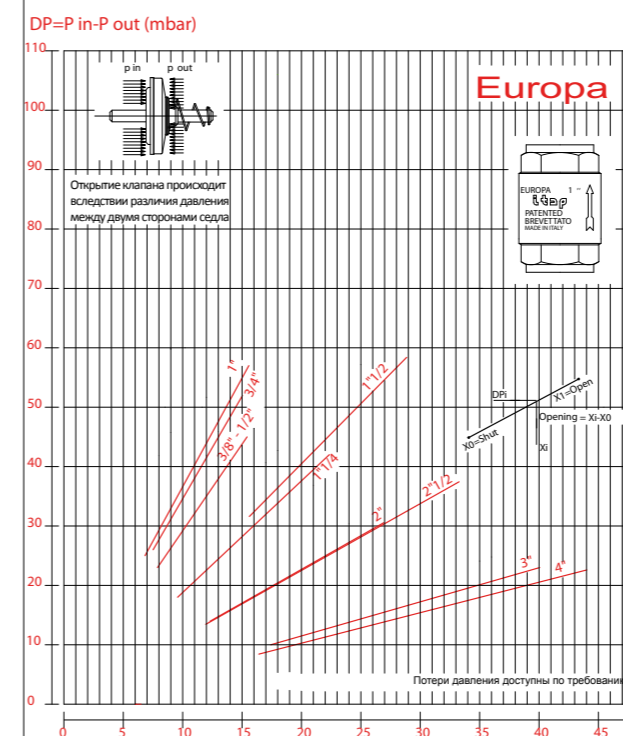 DP=P in-P out (mbar)
110
p in
p out
Europa
100
90
Открытие клапана происходит
вследствии различия давления
между двумя сторонами седла
EUROPA 1"
itap
PATENTED
BREVETTATO
MADE IN ITALY
80
70
60
1"
3/4"
3/8" - 1/2"
1"1/2
DPi
X1=Open
50
Opening = Xi-X0
X0=Shut
Xi
40
1"1/4
2"1/2
2"
30
3"
4"
20
10
Потери давления доступны по требовани
0
0 5 10 15 20 25 30 35 40 45